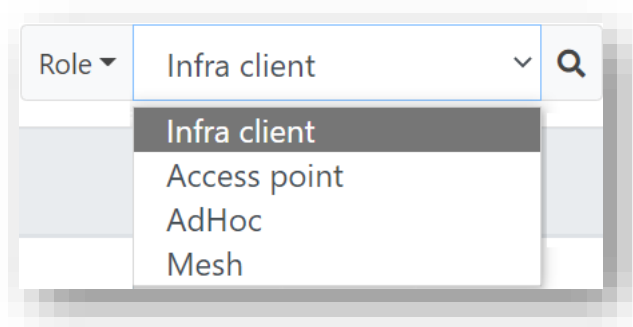 Role Infra client
Infra client
Access point
AdHoc
Mesh